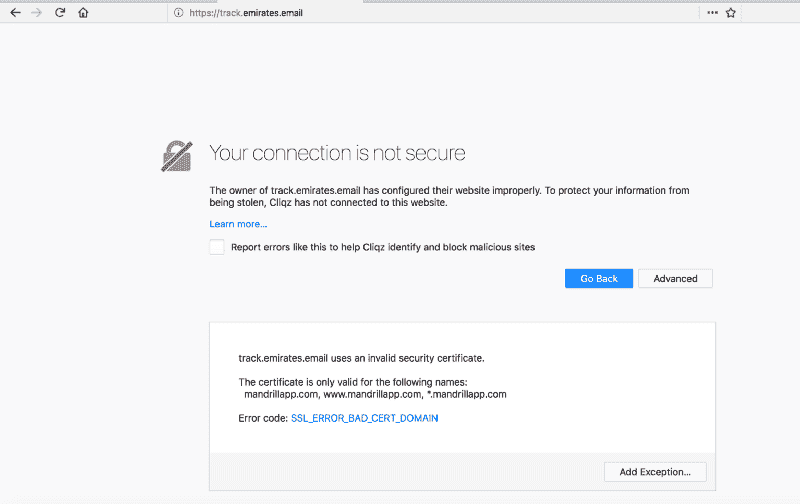 https://track.emirates.email
Your connection is not secure
The owner of track.emirates.email has configured their website improperly. To protect your information from
being stolen, Cliqz has not connected to this website.
Learn more...
Report errors like this to help Cliqz identify and block malicious sites
Go Back
Advanced
track.emirates.email uses an invalid security certificate.
The certificate is only valid for the following names:
mandrillapp.com, www.mandrillapp.com, *.mandrillapp.com
Error code: SSL_ERROR_BAD_CERT_DOMAIN
Add Exception...